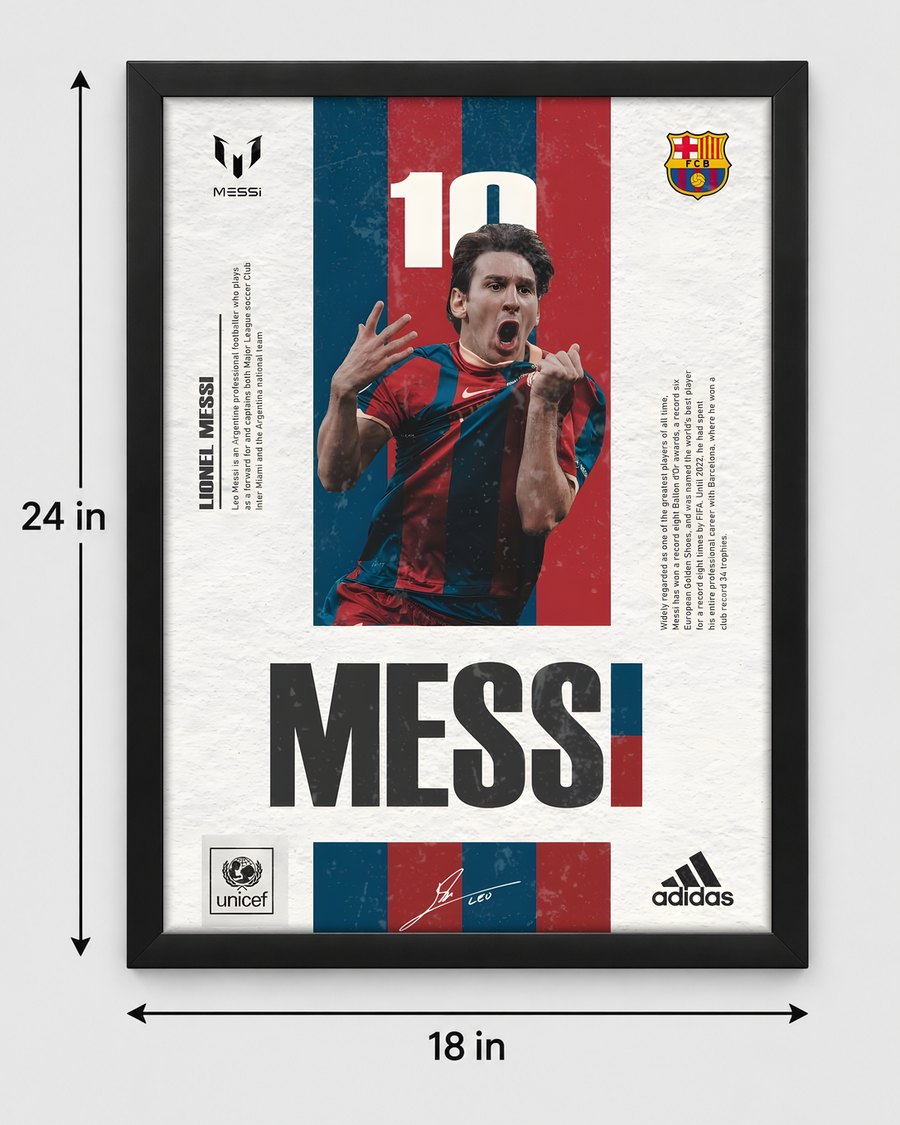 MESSI
FCB
10
LIONEL MESSI
Leo Messi is an Argentine professional footballer who plays
as a forward for and captains both Major League soccer Club
Inter Miami and the Argentina national team
24 in
Widely regarded as one of the greatest players of all time,
Messi has won a record eight Ballon d'Or awards, a record six
European Golden Shoes, and was named the world's best player
for a record eight times by FIFA. Until 2022, he had spent
his entire professional career with Barcelona, where he won a
club record 34 trophies.
MESSI
unicef
LEO
adidas
18 in